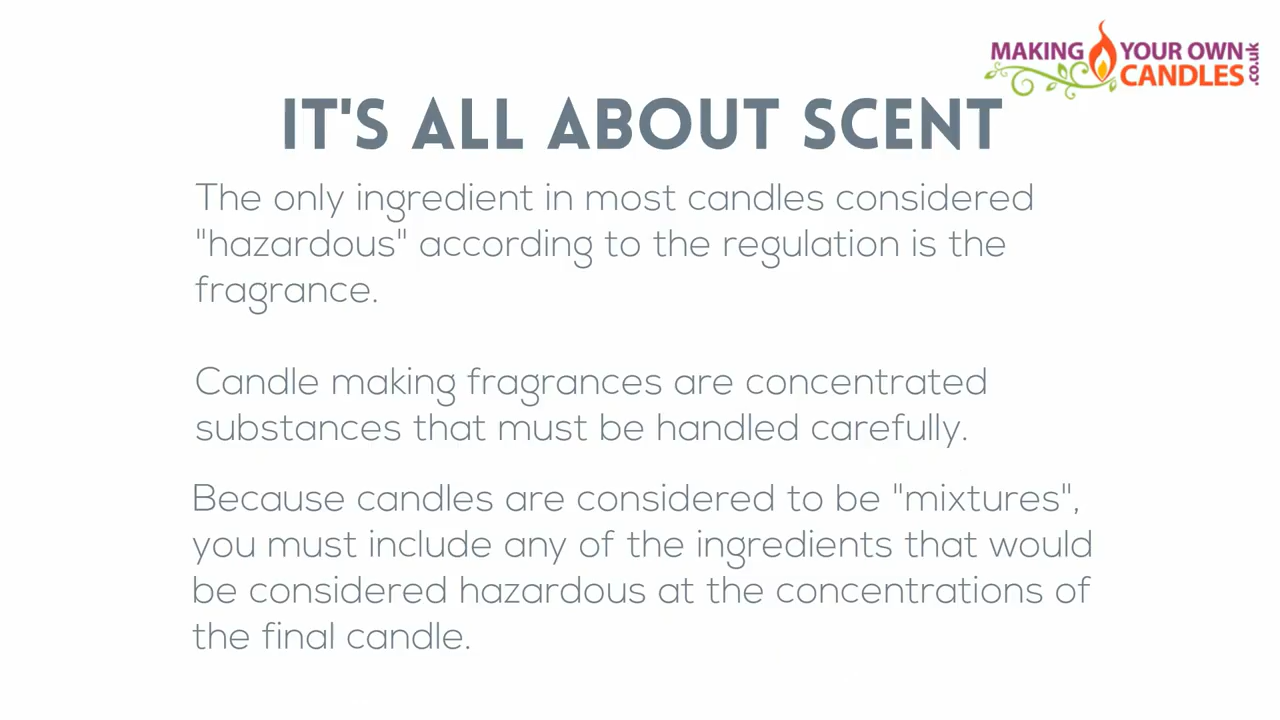 MAKING YOUR OWN
CANDLES .co.uk
IT'S ALL ABOUT SCENT
The only ingredient in most candles considered
"hazardous" according to the regulation is the
fragrance.
Candle making fragrances are concentrated
substances that must be handled carefully.
Because candles are considered to be "mixtures",
you must include any of the ingredients that would
be considered hazardous at the concentrations of
the final candle.